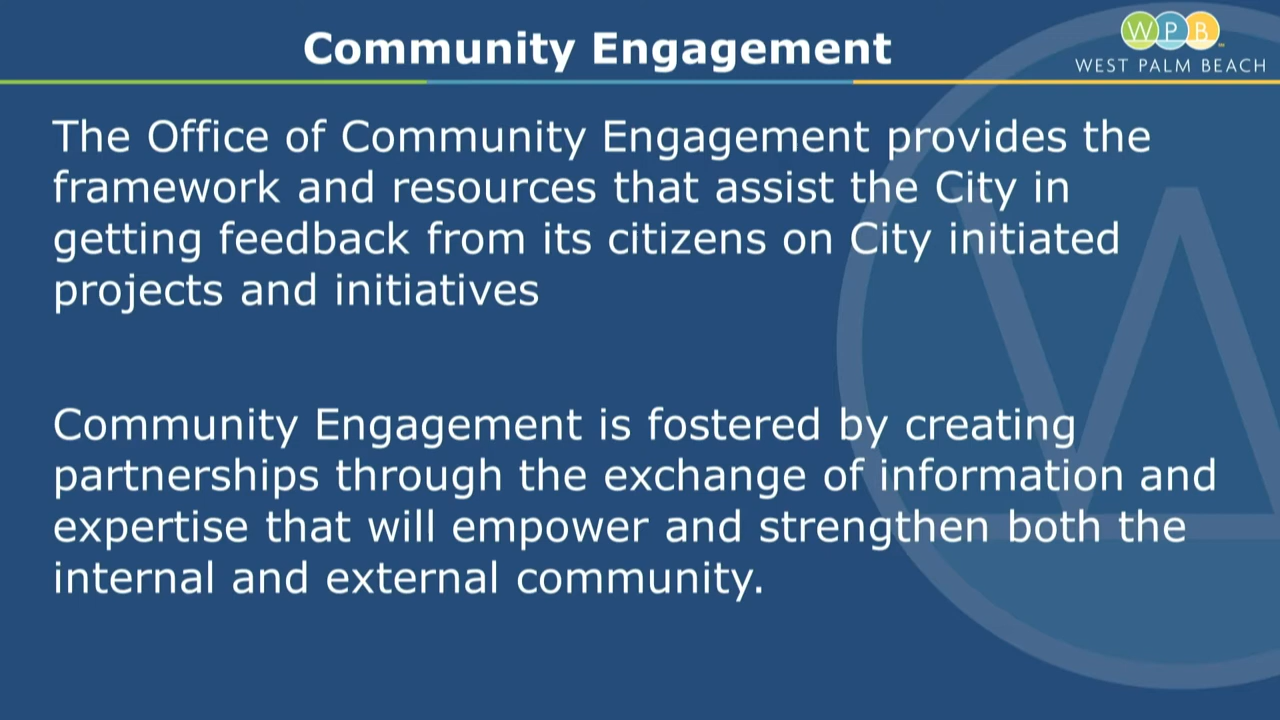 Community Engagement
WPB
WEST PALM BEACH
The Office of Community Engagement provides the
framework and resources that assist the City in
getting feedback from its citizens on City initiated
projects and initiatives
Community Engagement is fostered by creating
partnerships through the exchange of information and
expertise that will empower and strengthen both the
internal and external community.